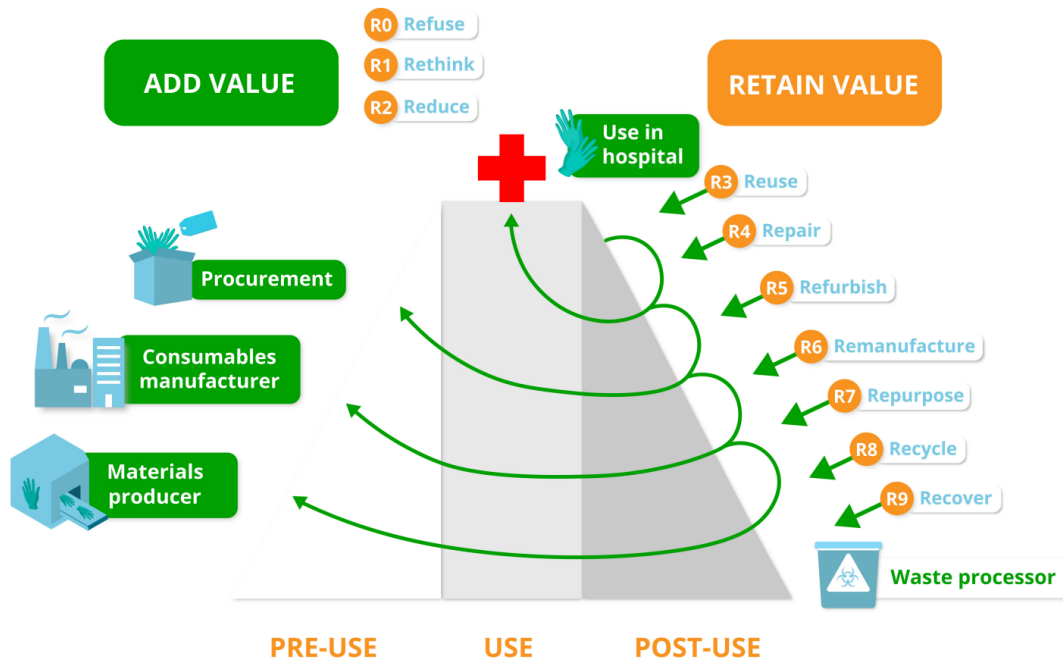 ADD VALUE
R0 Refuse
R1 Rethink
R2 Reduce
RETAIN VALUE
Use in
hospital
R3 Reuse
R4 Repair
R5 Refurbish
R6 Remanufacture
R7 Repurpose
R8 Recycle
R9 Recover
Procurement
Consumables
manufacturer
Materials
producer
Waste processor
PRE-USE
USE
POST-USE